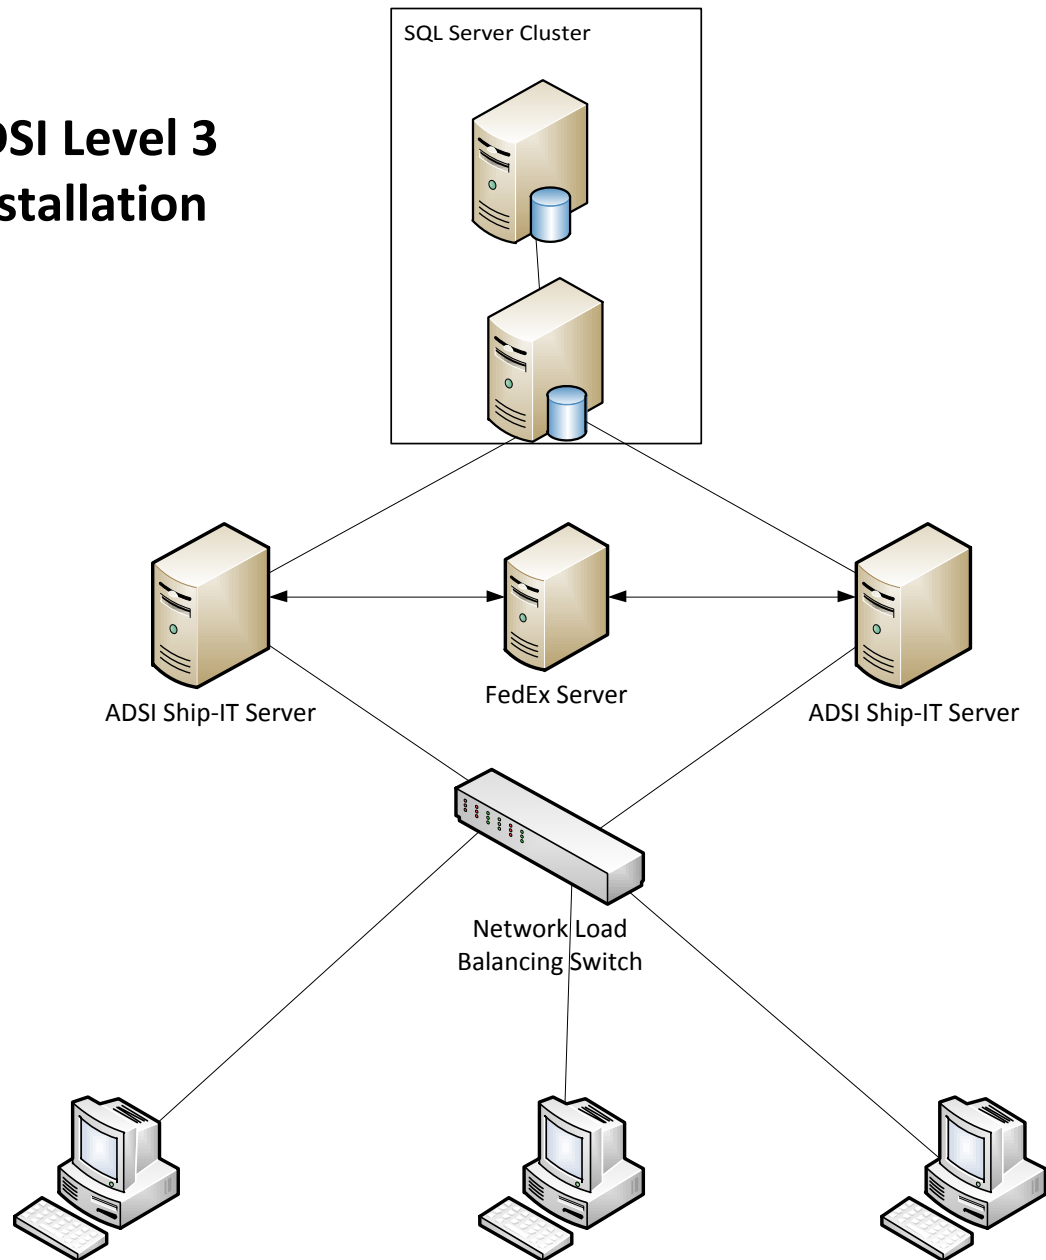 SQL Server Cluster
DSI Level 3
stallation
ADSI Ship-IT Server
FedEx Server
ADSI Ship-IT Server
Network Load
Balancing Switch